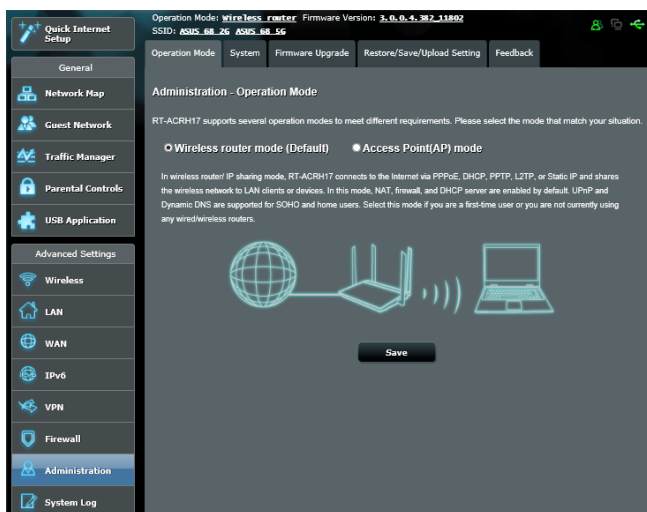 Operation Mode: Wireless router Firmware Version: 3.0.0.4.382_11802
SSID: ASUS_68_2G ASUS_68_5G
Quick Internet
Setup
General
Network Map
Guest Network
Traffic Manager
Parental Controls
USB Application
Advanced Settings
Wireless
LAN
WAN
IPv6
VPN
Firewall
Administration
System Log
Operation Mode System Firmware Upgrade Restore/Save/Upload Setting Feedback
Administration - Operation Mode
RT-ACRH17 supports several operation modes to meet different requirements. Please select the mode that match your situation.
Wireless router mode (Default) Access Point(AP) mode
In wireless router/ IP sharing mode, RT-ACRH17 connects to the Internet via PPPoE, DHCP, PPTP, L2TP, or Static IP and shares
the wireless network to LAN clients or devices. In this mode, NAT, firewall, and DHCP server are enabled by default. UPnP and
Dynamic DNS are supported for SOHO and home users. Select this mode if you are a first-time user or you are not currently using
any wired/wireless routers.
Save